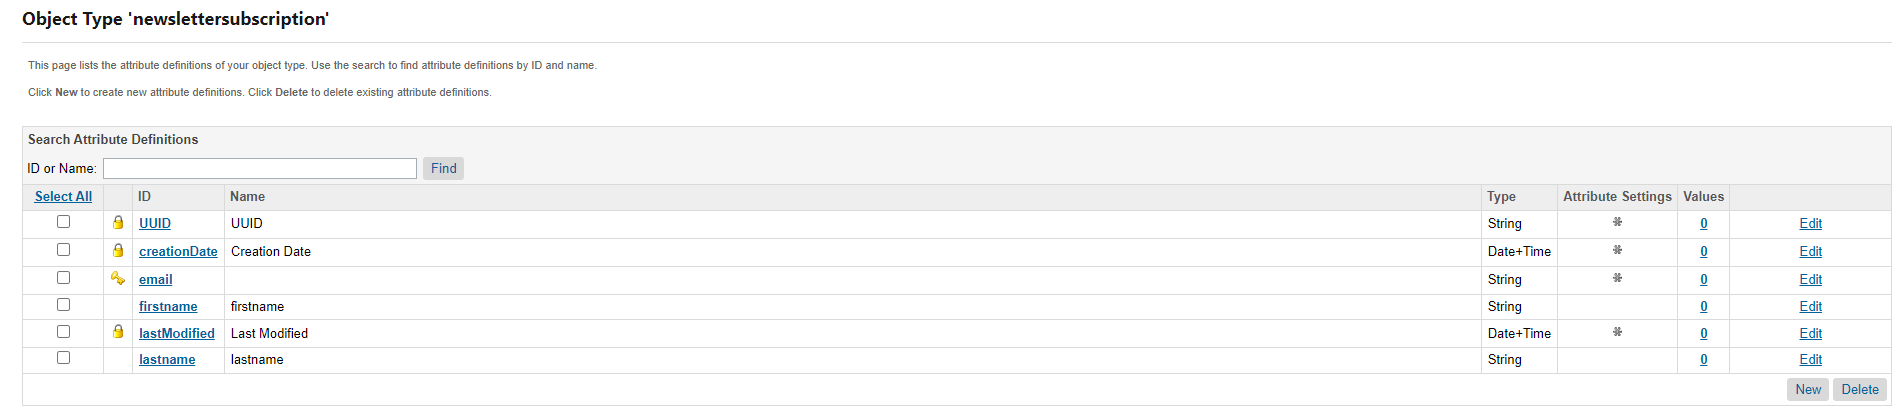 Object Type 'newslettersubscription'
This page lists the attribute definitions of your object type. Use the search to find attribute definitions by ID and name.
Click New to create new attribute definitions. Click Delete to delete existing attribute definitions.
Search Attribute Definitions
ID or Name: Find
Select All ID Name Type Attribute Settings Values
UUID UUID String * 0 Edit
creationDate Creation Date Date+Time * 0 Edit
email String * 0 Edit
firstname firstname String 0 Edit
lastModified Last Modified Date+Time * 0 Edit
lastname lastname String 0 Edit
New Delete